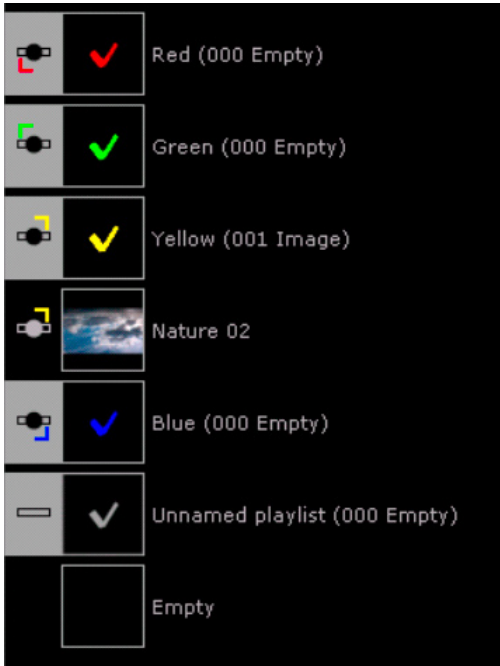 Red (000 Empty)
Green (000 Empty)
Yellow (001 Image)
Nature 02
Blue (000 Empty)
Unnamed playlist (000 Empty)
Empty